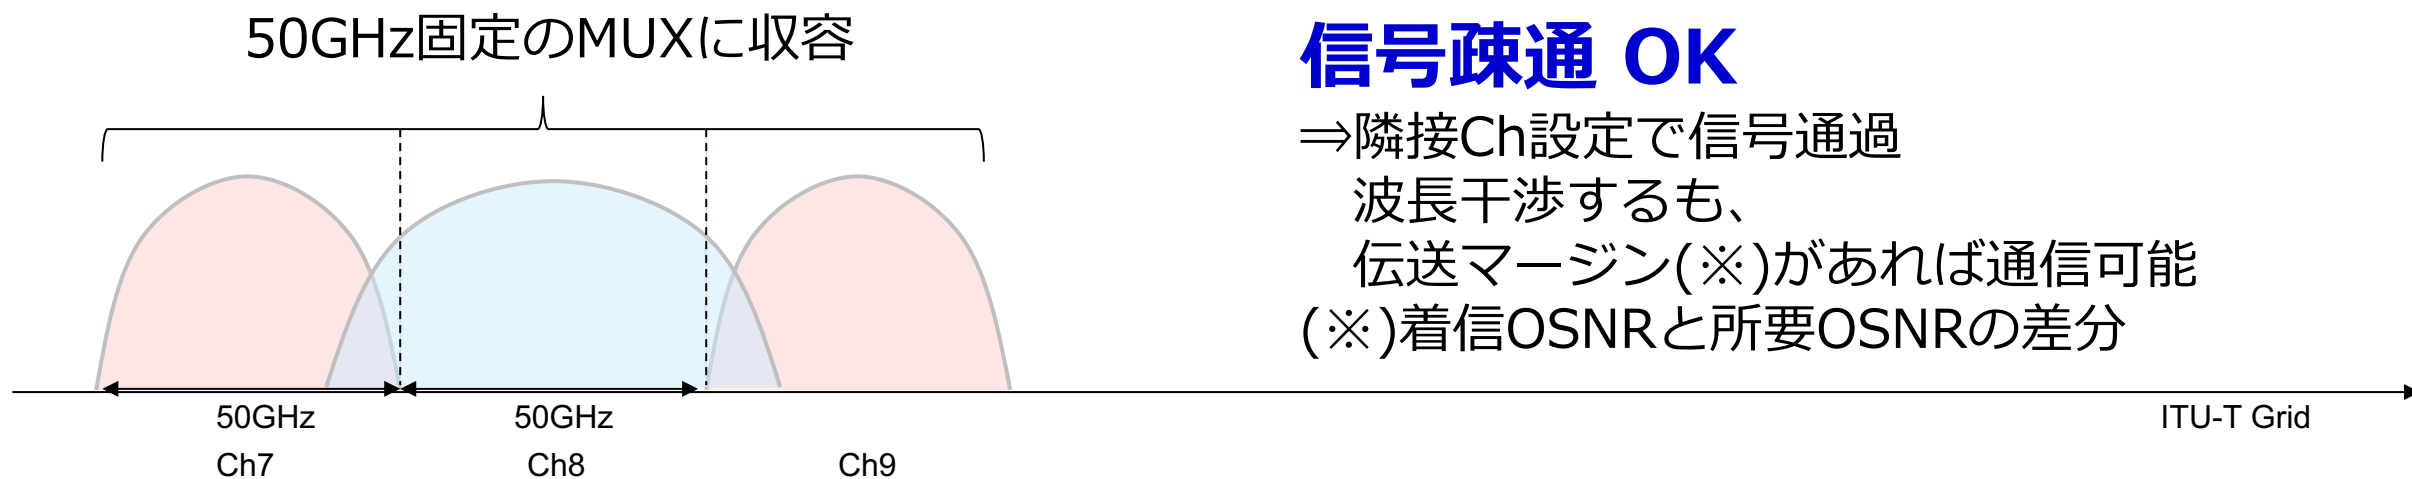 50GHz固定のMUXに収容
信号疎通 OK
⇒隣接Ch設定で信号通過
波長干渉するも、
伝送マージン(※)があれば通信可能
(※)着信OSNRと所要OSNRの差分
50GHz
50GHz
ITU-T Grid
Ch7
Ch8
Ch9